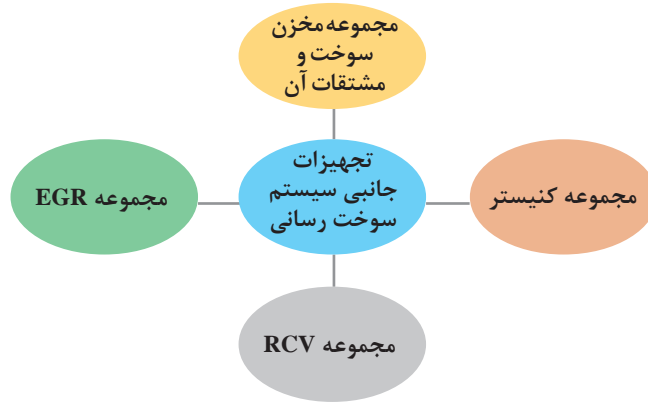 مجموعه مخزن
سوخت و
مشتقات آن
تجهیزات
جانبی سیستم
سوخت رسانی
مجموعه کنیستر
مجموعه EGR
مجموعه RCV